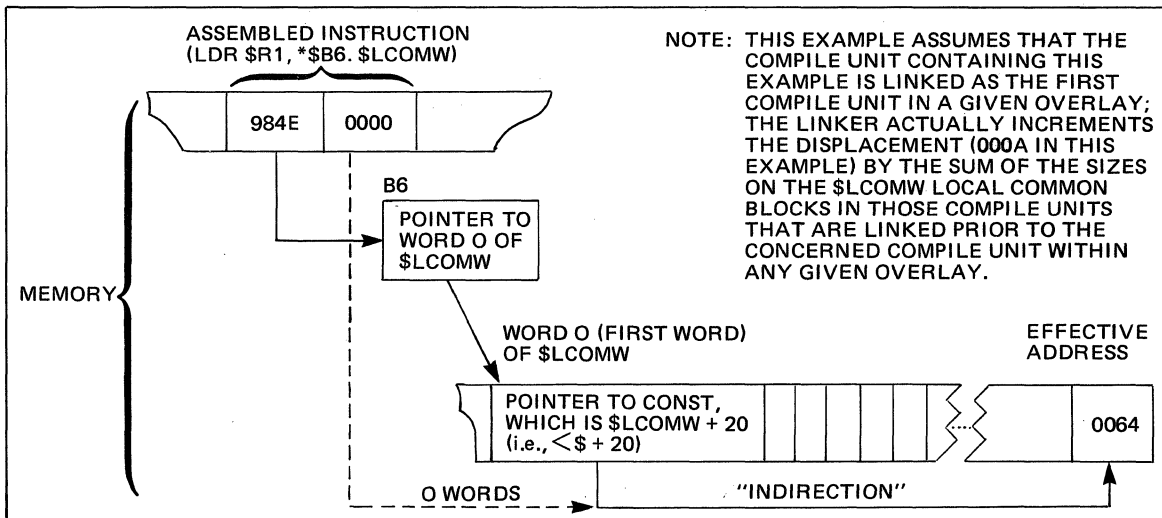 ASSEMBLED INSTRUCTION
(LDR $R1, *$B6. $LCOMW)
NOTE: THIS EXAMPLE ASSUMES THAT THE
COMPILE UNIT CONTAINING THIS
EXAMPLE IS LINKED AS THE FIRST
COMPILE UNIT IN A GIVEN OVERLAY;
THE LINKER ACTUALLY INCREMENTS
THE DISPLACEMENT (000A IN THIS
EXAMPLE) BY THE SUM OF THE SIZES
ON THE $LCOMW LOCAL COMMON
BLOCKS IN THOSE COMPILE UNITS
THAT ARE LINKED PRIOR TO THE
CONCERNED COMPILE UNIT WITHIN
ANY GIVEN OVERLAY.
984E 0000
B6
POINTER TO
WORD O OF
$LCOMW
MEMORY
WORD O (FIRST WORD)
OF $LCOMW
EFFECTIVE
ADDRESS
POINTER TO CONST,
WHICH IS $LCOMW + 20
(i.e., <$ + 20)
.....
0064
O WORDS
"INDIRECTION"